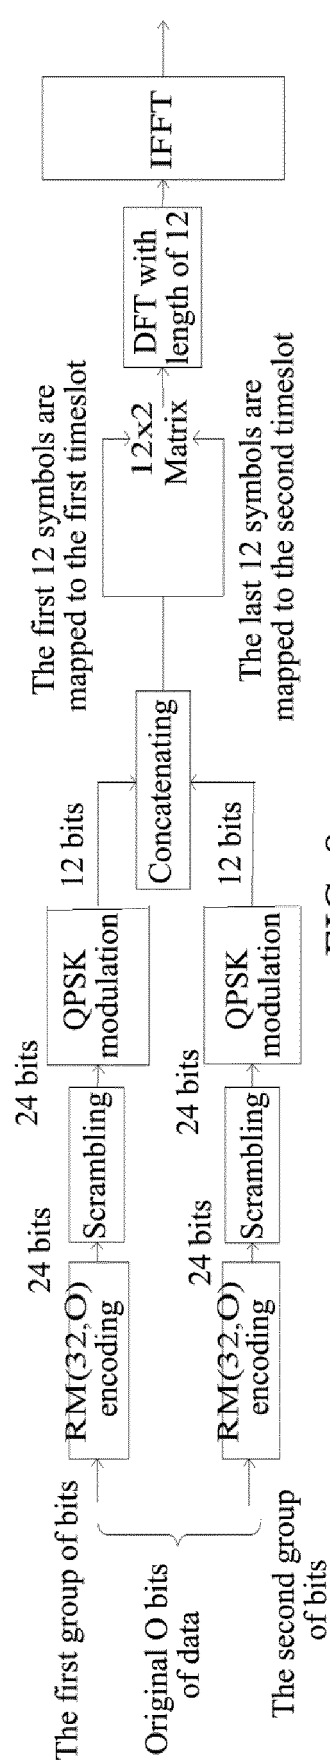 The first group of bits
Original O bits
of data
The second group
of bits
RM(32,O)
encoding
24 bits
Scrambling
24 bits
QPSK
modulation
12 bits
RM(32,O)
encoding
24 bits
Scrambling
24 bits
QPSK
modulation
12 bits
Concatenating
The first 12 symbols are
mapped to the first timeslot
The last 12 symbols are
mapped to the second timeslot
12x2
Matrix
DFT with
length of 12
IFFT